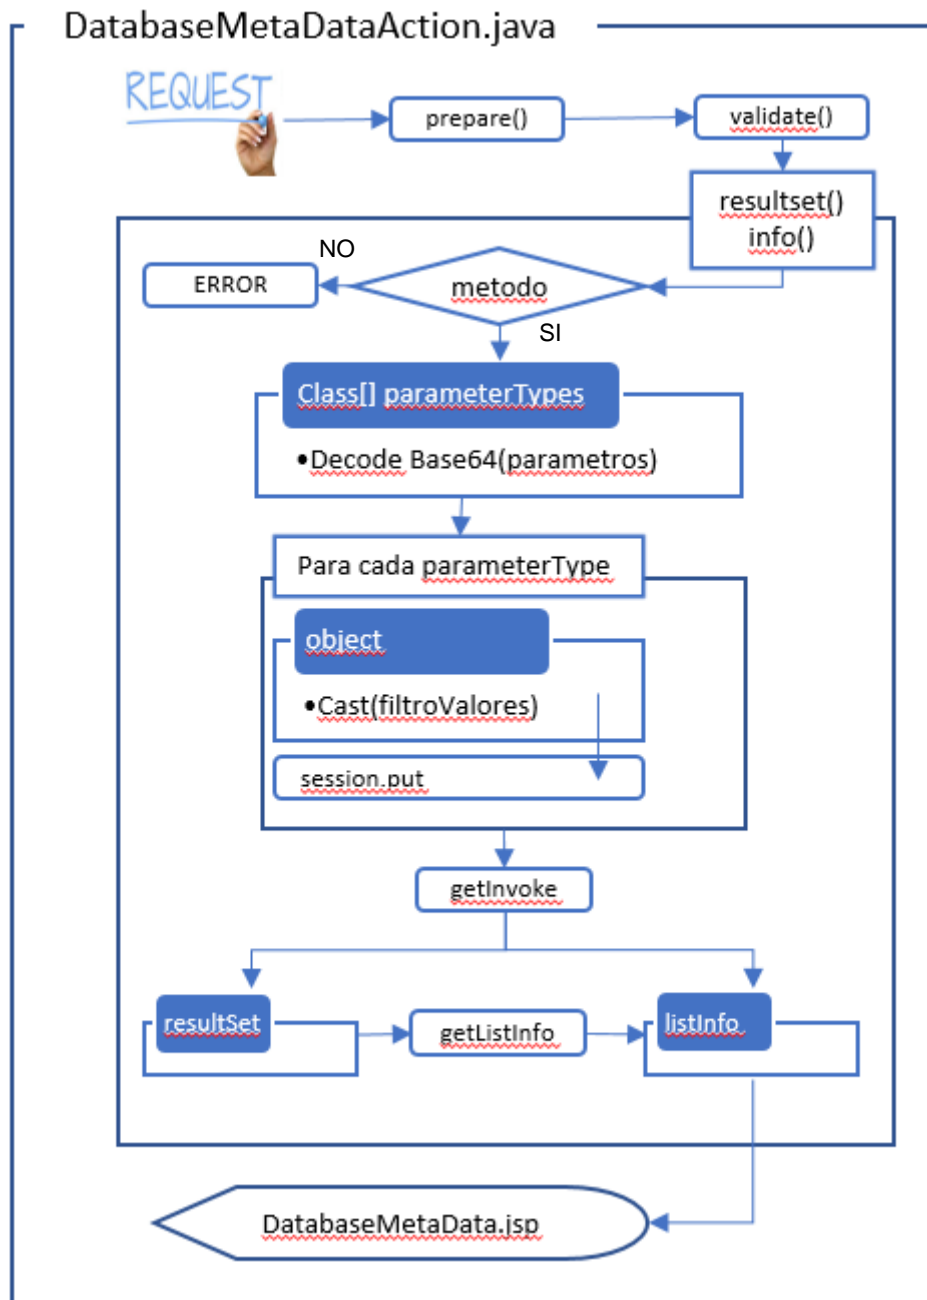 DatabaseMetaDataAction.java
REQUEST
prepare()
validate()
resultset()
info()
NO
ERROR
metodo
SI
Class[] parameterTypes
•Decode Base64(parametros)
Para cada parameterType
object
•Cast(filtroValores)
session.put
getInvoke
resultSet
getListInfo
listInfo
DatabaseMetaData.jsp